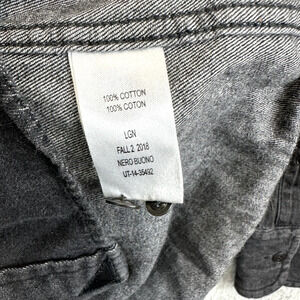 100% COTTON
100% COTON
LGN
FALL 2 2018
NERO BUONO
UT-14-35492